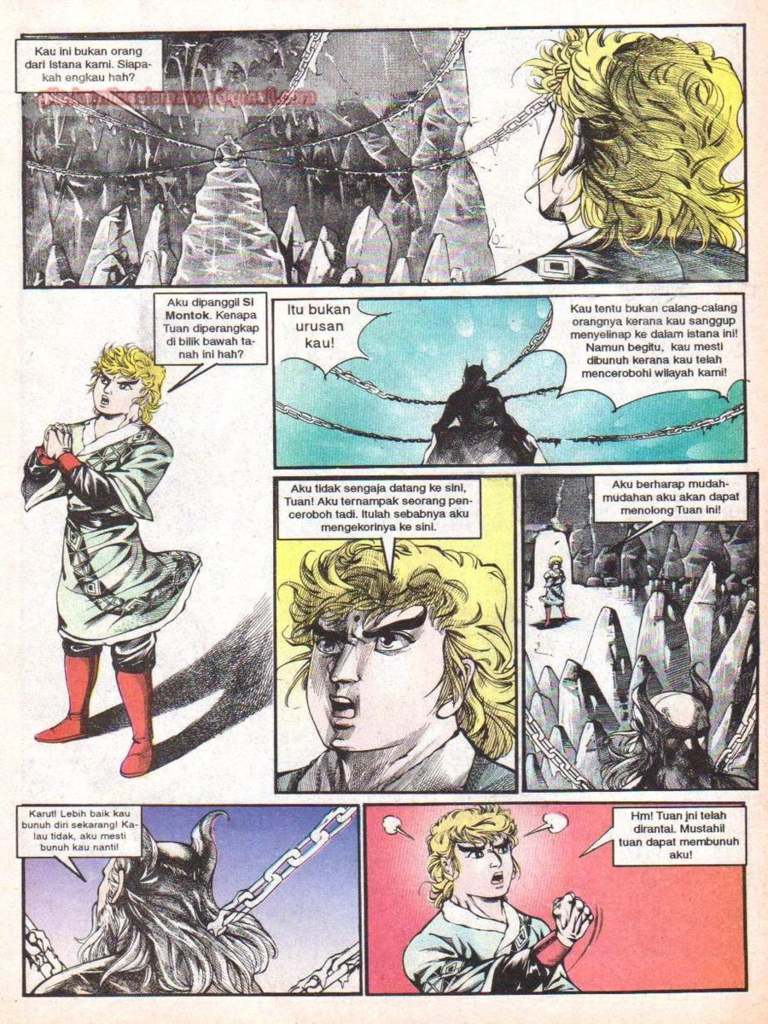 Kau ini bukan orang
dari Istana kami. Siapa-
kah engkau hah?
Aku dipanggil Si
Montok. Kenapa
Tuan diperangkap
di bilik bawah ta-
nah ini hah?
Itu bukan
urusan
kau!
Kau tentu bukan calang-calang
orangnya kerana kau sanggup
menyelinap ke dalam istana ini!
Namun begitu, kau mesti
dibunuh kerana kau telah
mencerobohi wilayah kami!
Aku tidak sengaja datang ke sini,
Tuan! Aku ternampak seorang pen-
ceroboh tadi. Itulah sebabnya aku
mengekorinya ke sini.
Aku berharap mudah-
mudahan aku akan dapat
menolong Tuan ini!
Karut! Lebih baik kau
bunuh diri sekarang! Ka-
lau tidak, aku mesti
bunuh kau nanti!
Hm! Tuan jni telah
dirantai. Mustahil
tuan dapat membunuh
aku!